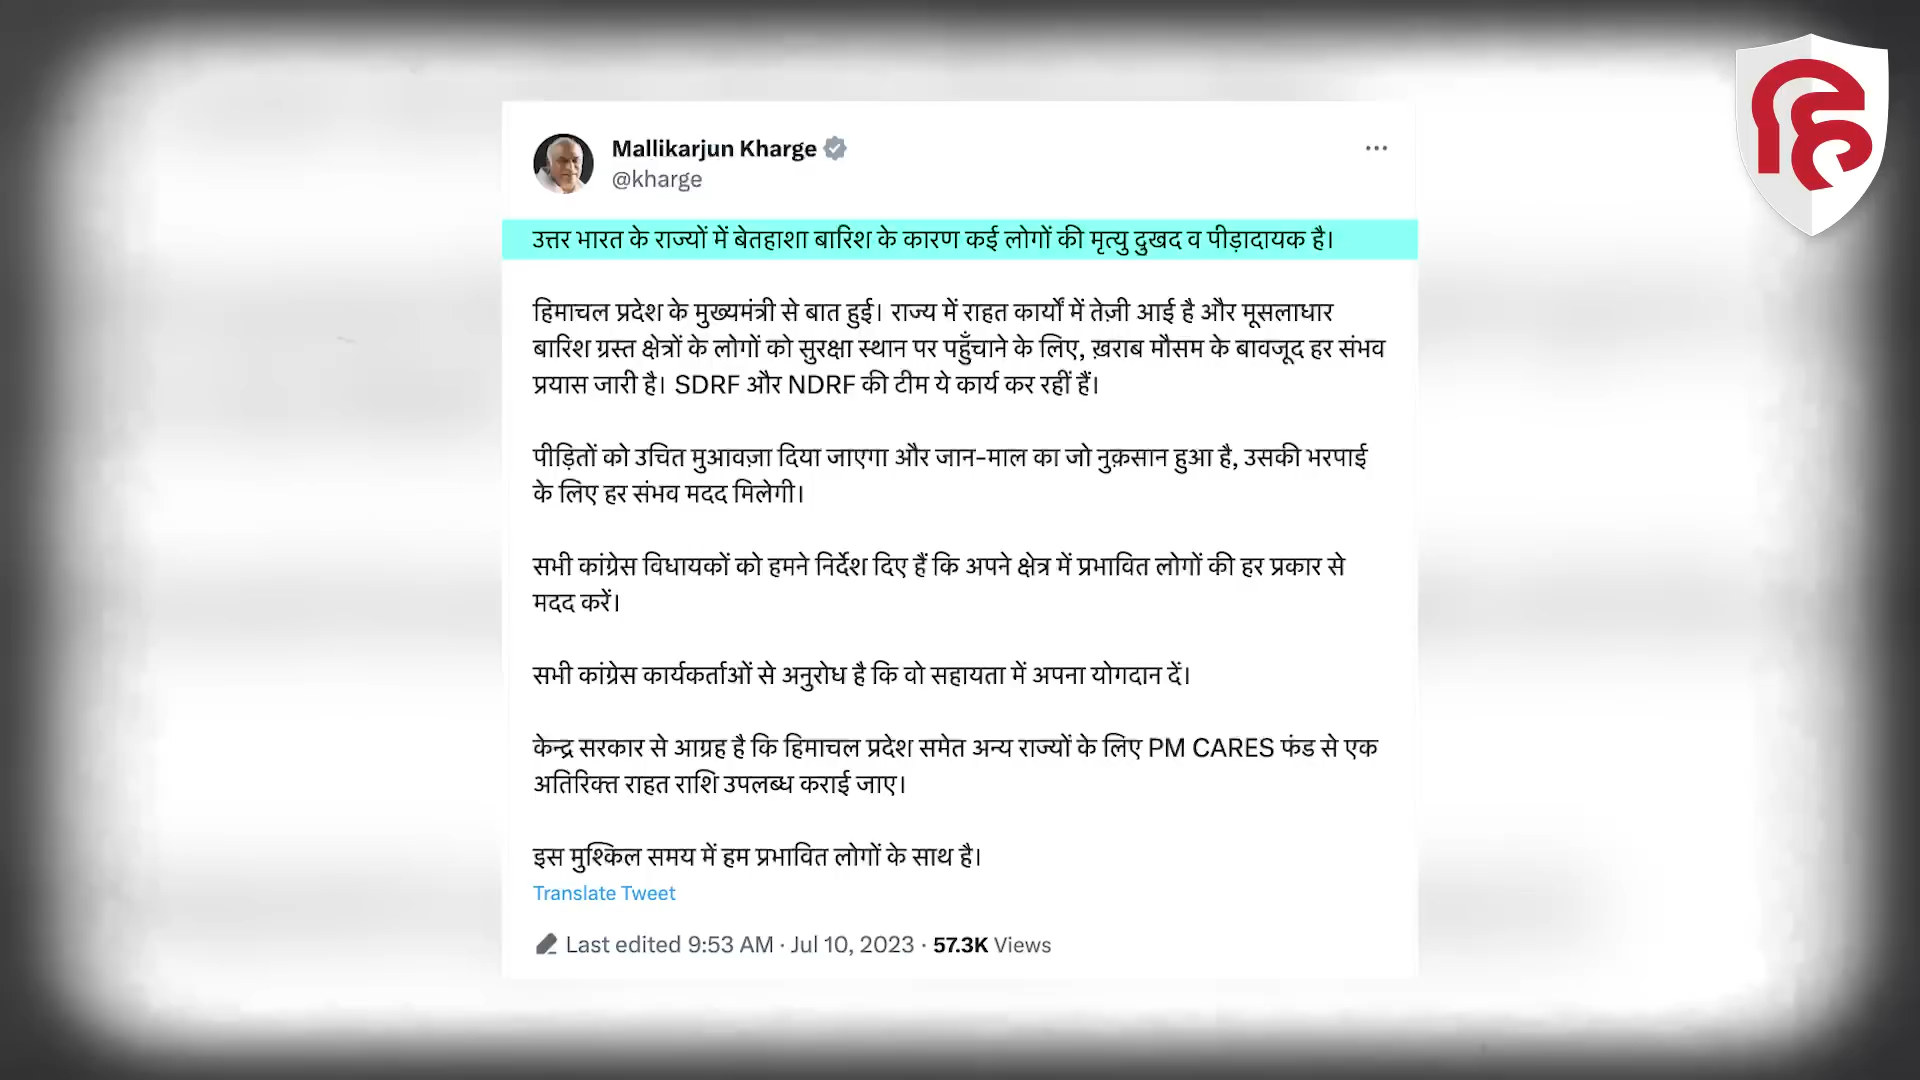 Mallikarjun Kharge
@kharge
उत्तर भारत के राज्यों में बेतहाशा बारिश के कारण कई लोगों की मृत्यु दुखद व पीड़ादायक है।
हिमाचल प्रदेश के मुख्यमंत्री से बात हुई। राज्य में राहत कार्यों में तेज़ी आई है और मूसलाधार
बारिश ग्रस्त क्षेत्रों के लोगों को सुरक्षा स्थान पर पहुँचाने के लिए, ख़राब मौसम के बावजूद हर संभव
प्रयास जारी है। SDRF और NDRF की टीम ये कार्य कर रहीं हैं।
पीड़ितों को उचित मुआवज़ा दिया जाएगा और जान-माल का जो नुक़सान हुआ है, उसकी भरपाई
के लिए हर संभव मदद मिलेगी।
सभी कांग्रेस विधायकों को हमने निर्देश दिए हैं कि अपने क्षेत्र में प्रभावित लोगों की हर प्रकार से
मदद करें।
सभी कांग्रेस कार्यकर्ताओं से अनुरोध है कि वो सहायता में अपना योगदान दें।
केन्द्र सरकार से आग्रह है कि हिमाचल प्रदेश समेत अन्य राज्यों के लिए PM CARES फंड से एक
अतिरिक्त राहत राशि उपलब्ध कराई जाए।
इस मुश्किल समय में हम प्रभावित लोगों के साथ है।
Translate Tweet
Last edited 9:53 AM · Jul 10, 2023 · 57.3K Views
हि